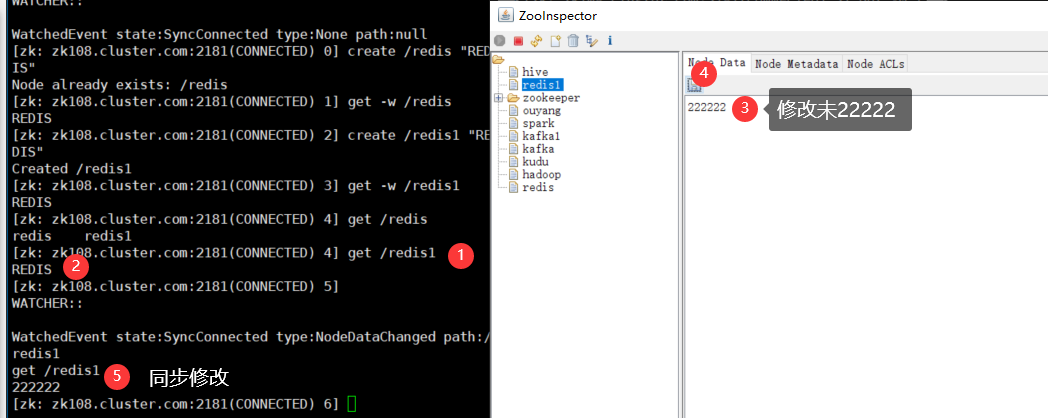 WATCHER::
WatchedEvent state:SyncConnected type:None path:null
[zk: zk108.cluster.com:2181(CONNECTED) 0] create /redis "RED
IS"
Node already exists: /redis
[zk: zk108.cluster.com:2181(CONNECTED) 1] get -w /redis
REDIS
[zk: zk108.cluster.com:2181(CONNECTED) 2] create /redis1 "RE
DIS"
Created /redis1
[zk: zk108.cluster.com:2181(CONNECTED) 3] get -w /redis1
REDIS
[zk: zk108.cluster.com:2181(CONNECTED) 4] get /redis
redis redis1
[zk: zk108.cluster.com:2181(CONNECTED) 4] get /redis1 1
REDIS 2
[zk: zk108.cluster.com:2181(CONNECTED) 5]
WATCHER::
WatchedEvent state:SyncConnected type:NodeDataChanged path:/
redis1
get /redis1 5 同步修改
222222
[zk: zk108.cluster.com:2181(CONNECTED) 6]
ZooInspector
hive
redis1
zookeeper
ouyang
spark
kafka1
kafka
kudu
hadoop
redis
Node Data Node Metadata Node ACLs
4
222222 3 修改未22222